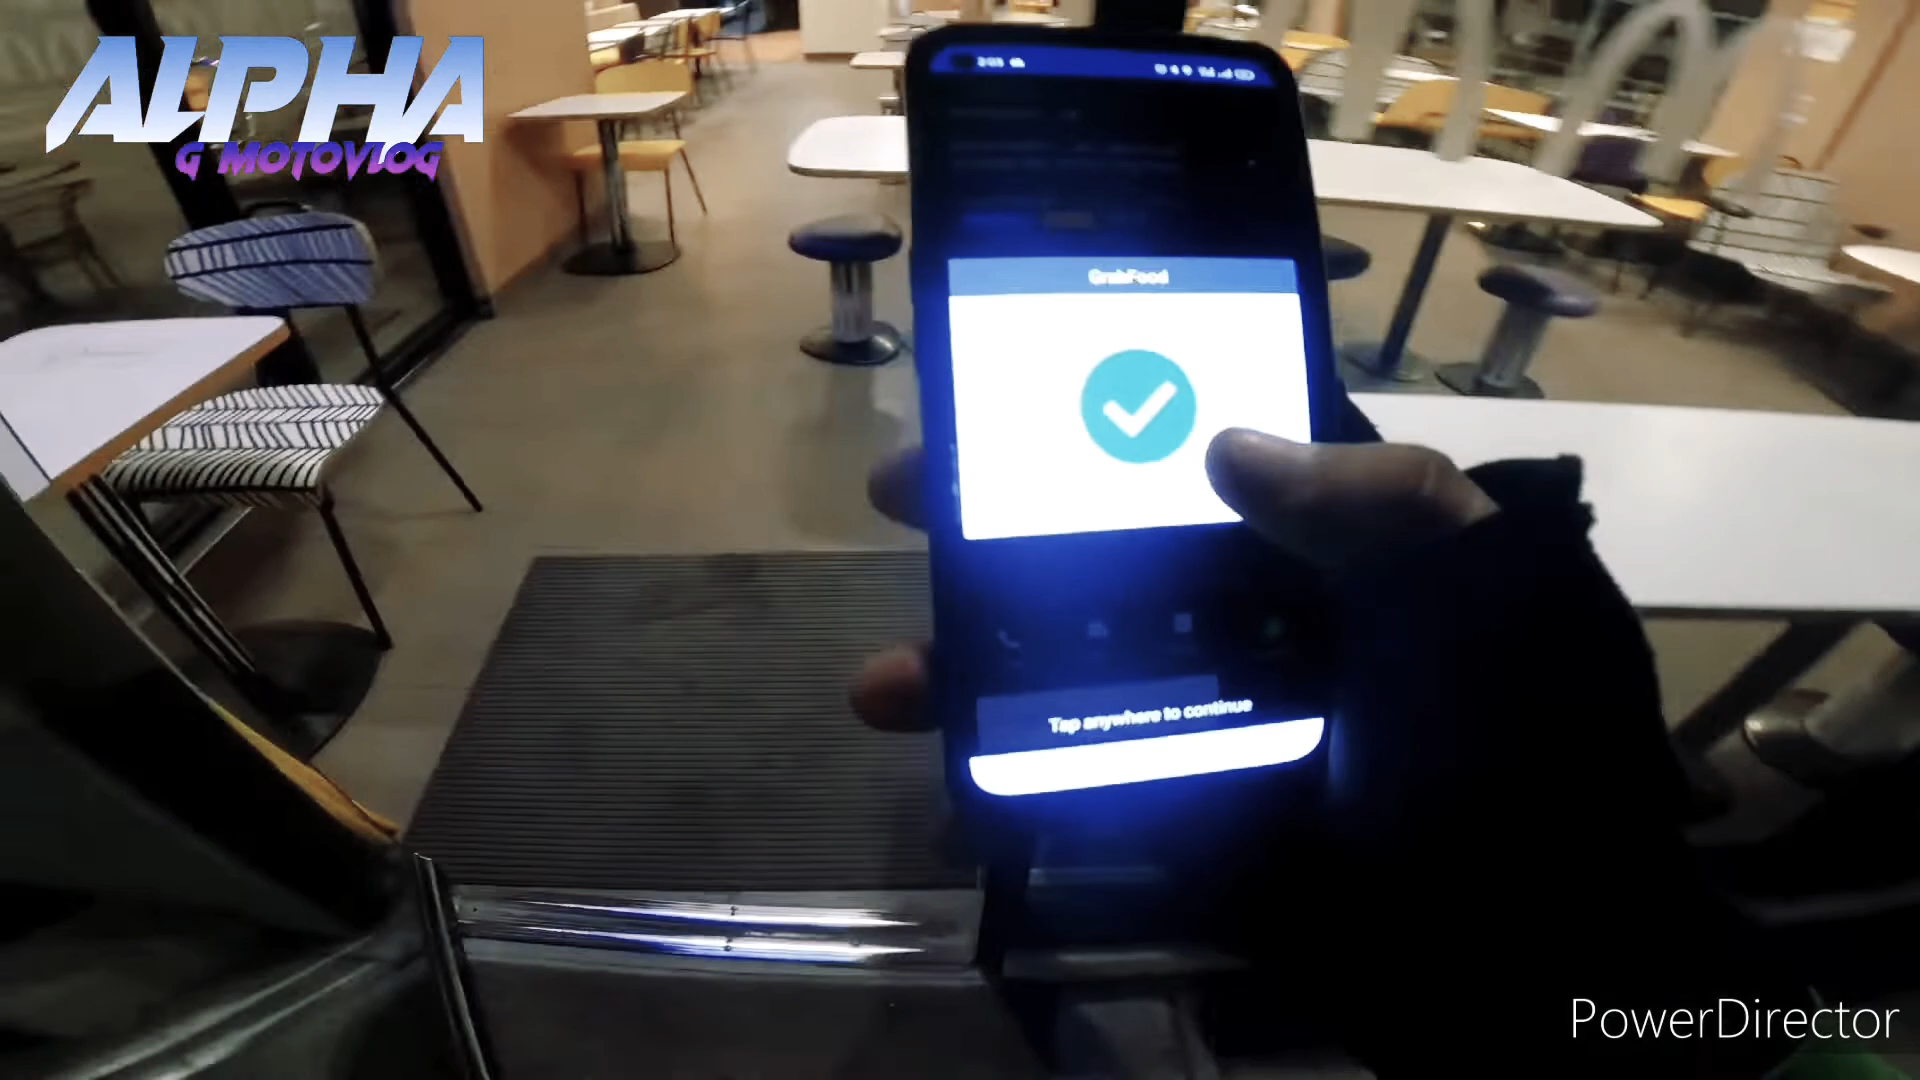 ALPHA
G MOTOVLOG
GrabFood
Tap anywhere to continue
PowerDirector